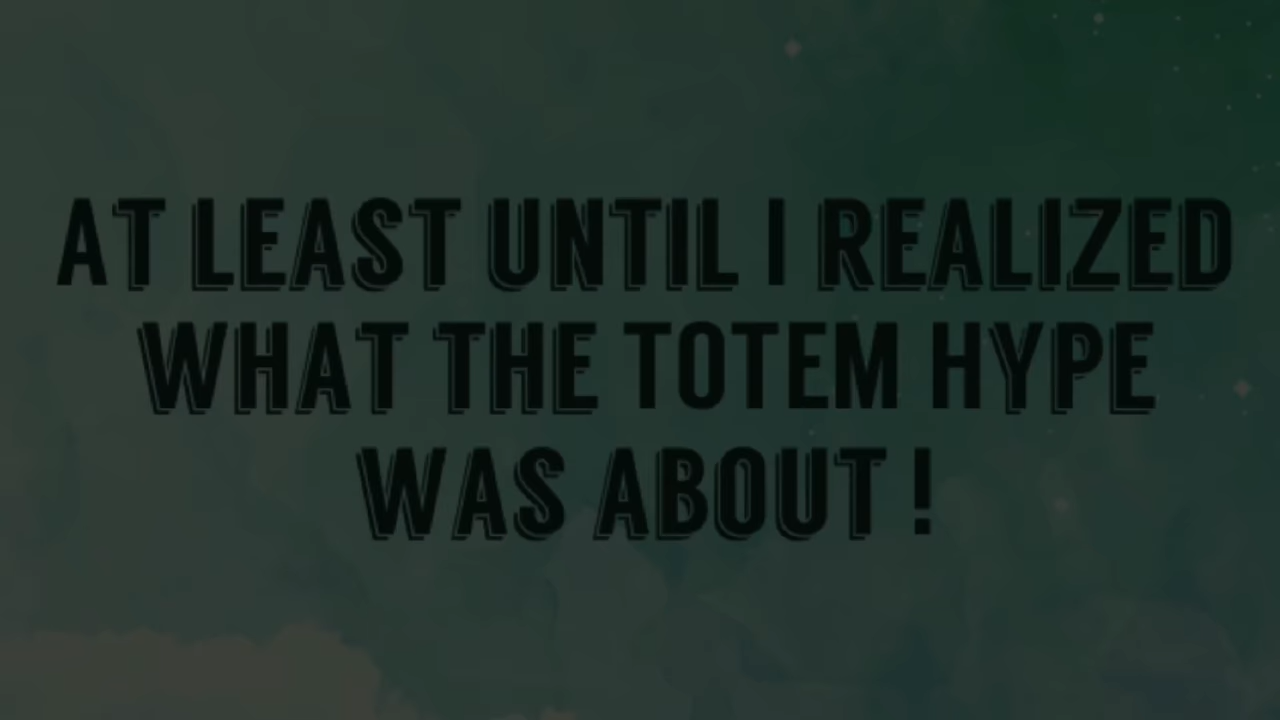 AT LEAST UNTIL I REALIZED
WHAT THE TOTEM HYPE
WAS ABOUT !